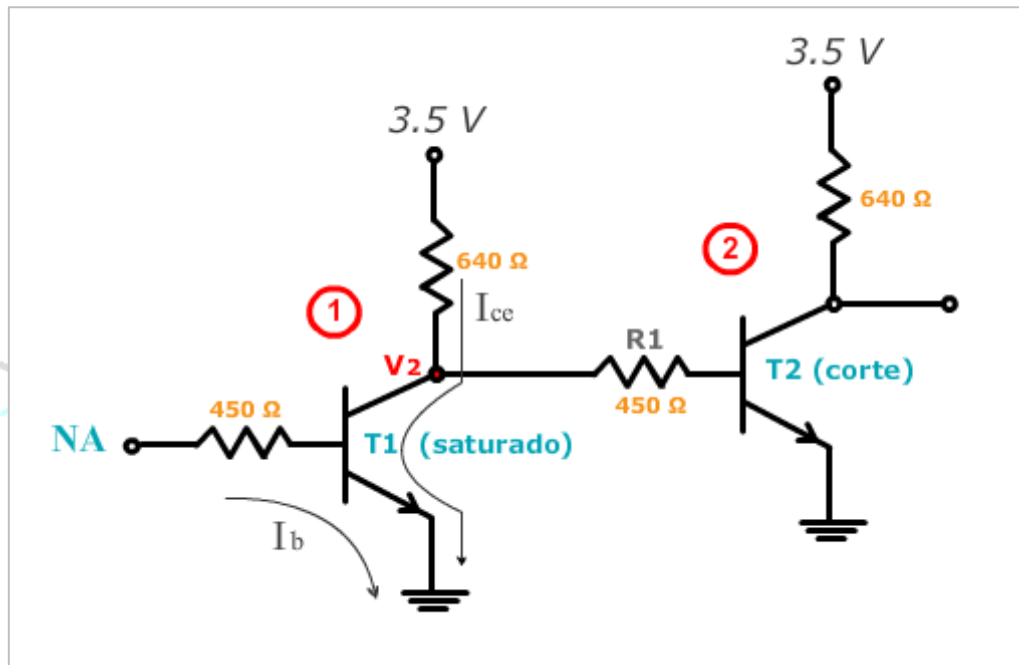 3.5 V
3.5 V
640 Ω
640 Ω
2
1
Ice
R1
V2
T2 (corte)
450 Ω
450 Ω
NA
T1 (saturado)
Ib